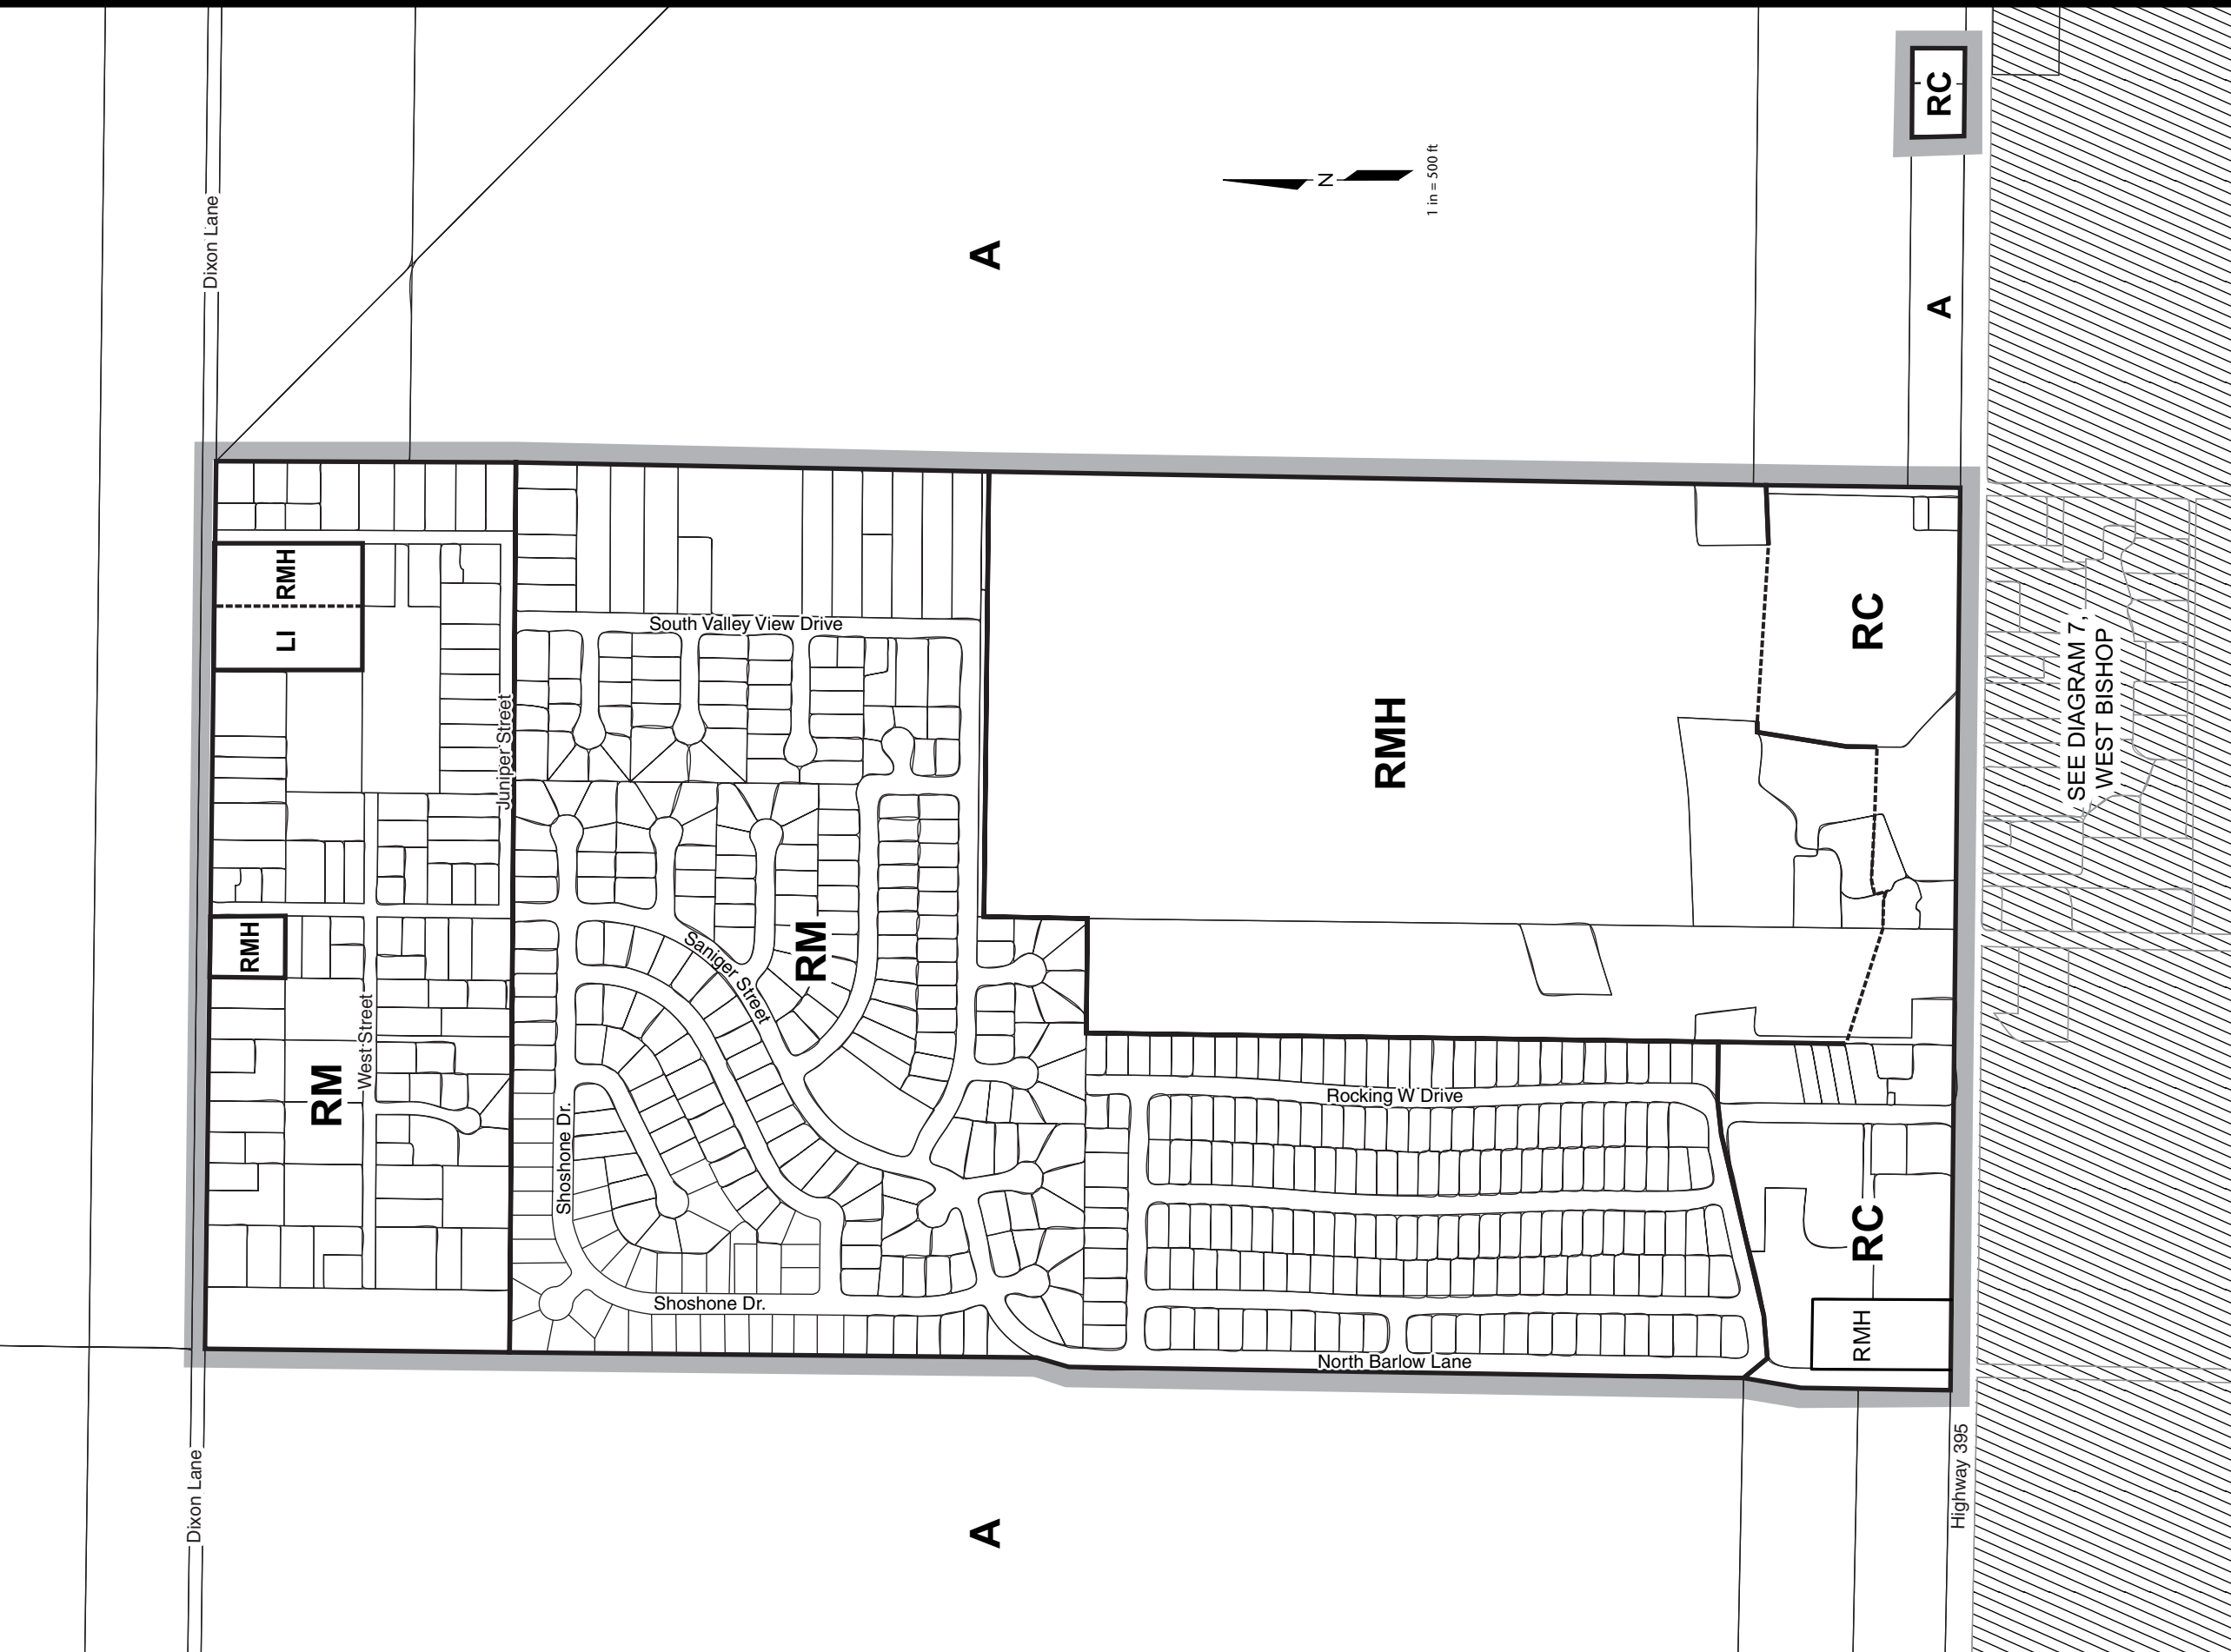 Dixon Lane
RC
N
1 in = 500 ft
A
A
RMH
LI
South Valley View Drive
RC
RMH
SEE DIAGRAM 7,
WEST BISHOP
Juniper Street
RMH
RM
Saniger Street
West Street
RM
Rocking W Drive
Shoshone Dr.
RC
Shoshone Dr.
RMH
North Barlow Lane
Dixon Lane
A
Highway 395